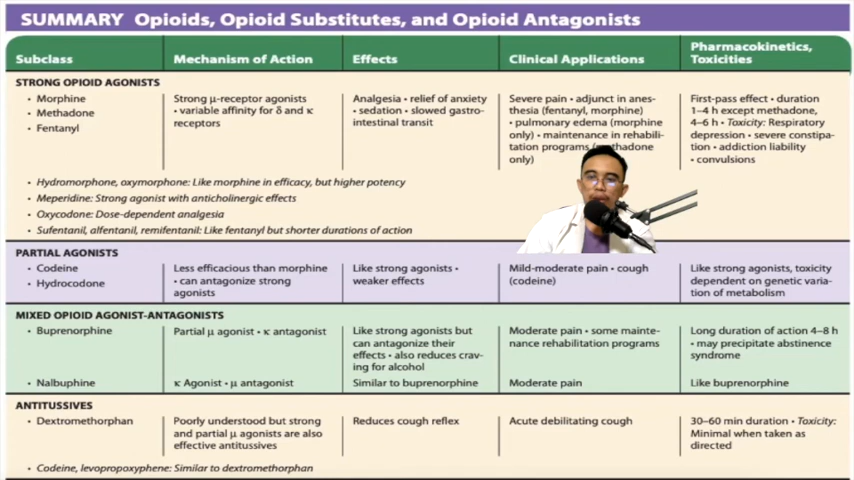 SUMMARY Opioids, Opioid Substitutes, and Opioid Antagonists
Subclass
Mechanism of Action
Effects
Clinical Applications
Pharmacokinetics,
Toxicities
STRONG OPIOID AGONISTS
• Morphine
• Methadone
• Fentanyl
Strong μ-receptor agonists
• variable affinity for δ and κ
receptors
Analgesia • relief of anxiety
• sedation • slowed gastro-
intestinal transit
Severe pain • adjunct in anes-
thesia (fentanyl, morphine)
• pulmonary edema (morphine
only) • maintenance in rehabili-
tation programs
only)
First-pass effect • duration
1–4 h except methadone,
4–6 h • Toxicity: Respiratory
depression • severe constipa-
tion • addiction liability
• convulsions
• Hydromorphone, oxymorphone: Like morphine in efficacy, but higher potency
• Meperidine: Strong agonist with anticholinergic effects
• Oxycodone: Dose-dependent analgesia
• Sufentanil, alfentanil, remifentanil: Like fentanyl but shorter durations of action
PARTIAL AGONISTS
• Codeine
• Hydrocodone
Less efficacious than morphine
• can antagonize strong
agonists
Like strong agonists •
weaker effects
Mild-moderate pain • cough
(codeine)
Like strong agonists, toxicity
dependent on genetic varia-
tion of metabolism
MIXED OPIOID AGONIST-ANTAGONISTS
• Buprenorphine
Partial μ agonist • κ antagonist
Like strong agonists but
can antagonize their
effects • also reduces crav-
ing for alcohol
Moderate pain • some mainte-
nance rehabilitation programs
Long duration of action 4–8 h
• may precipitate abstinence
syndrome
• Nalbuphine
κ Agonist • μ antagonist
Similar to buprenorphine
Moderate pain
Like buprenorphine
ANTITUSSIVES
• Dextromethorphan
Poorly understood but strong
and partial μ agonists are also
effective antitussives
Reduces cough reflex
Acute debilitating cough
30–60 min duration • Toxicity:
Minimal when taken as
directed
• Codeine, levopropoxyphene: Similar to dextromethorphan